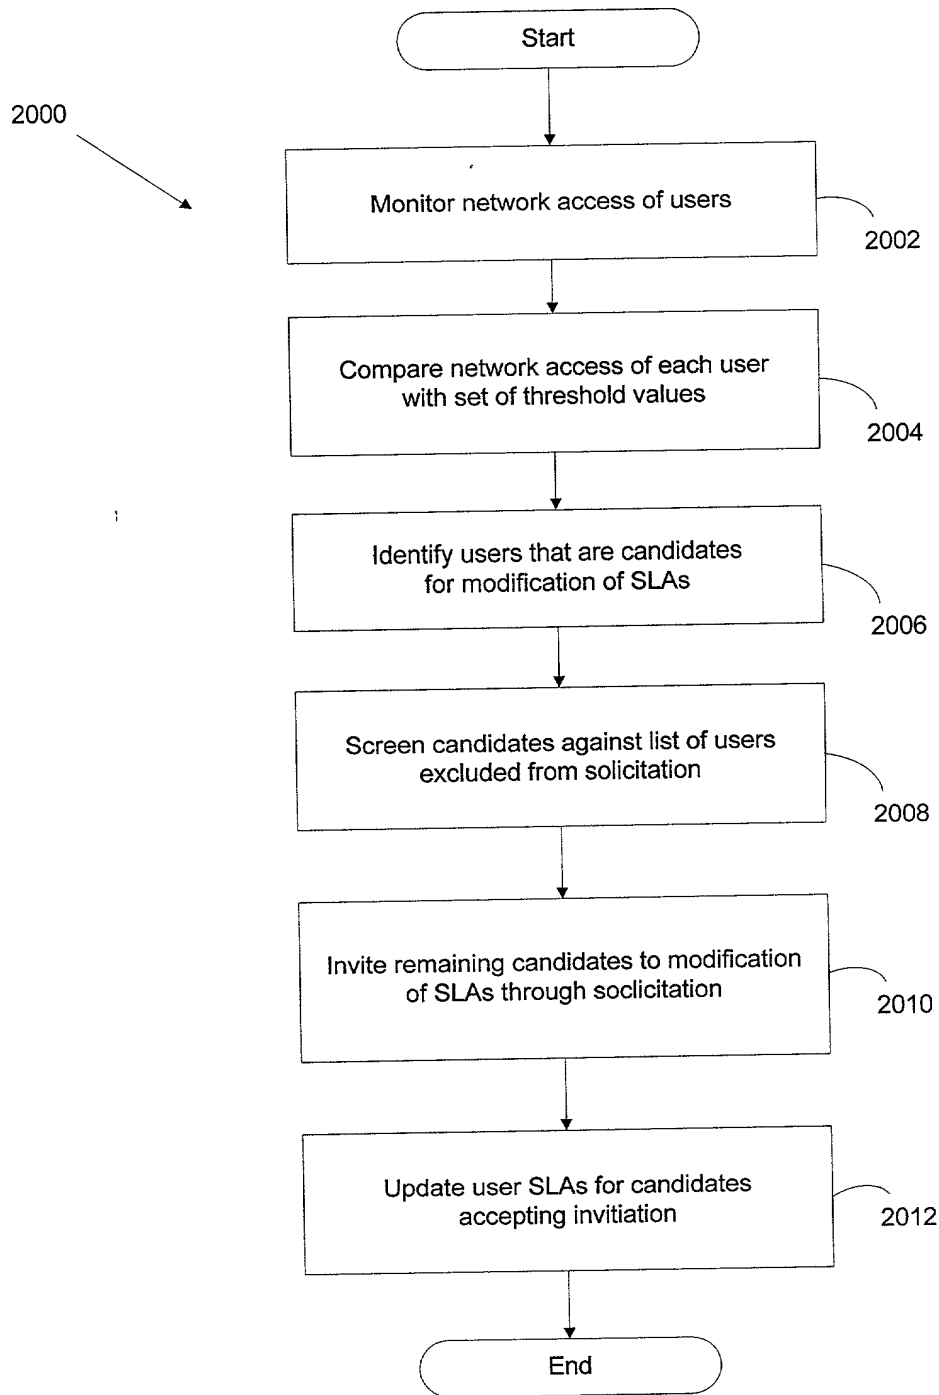 Start
2000
Monitor network access of users
2002
Compare network access of each user
with set of threshold values
2004
Identify users that are candidates
for modification of SLAs
2006
Screen candidates against list of users
excluded from solicitation
2008
Invite remaining candidates to modification
of SLAs through soclicitation
2010
Update user SLAs for candidates
accepting invitiation
2012
End